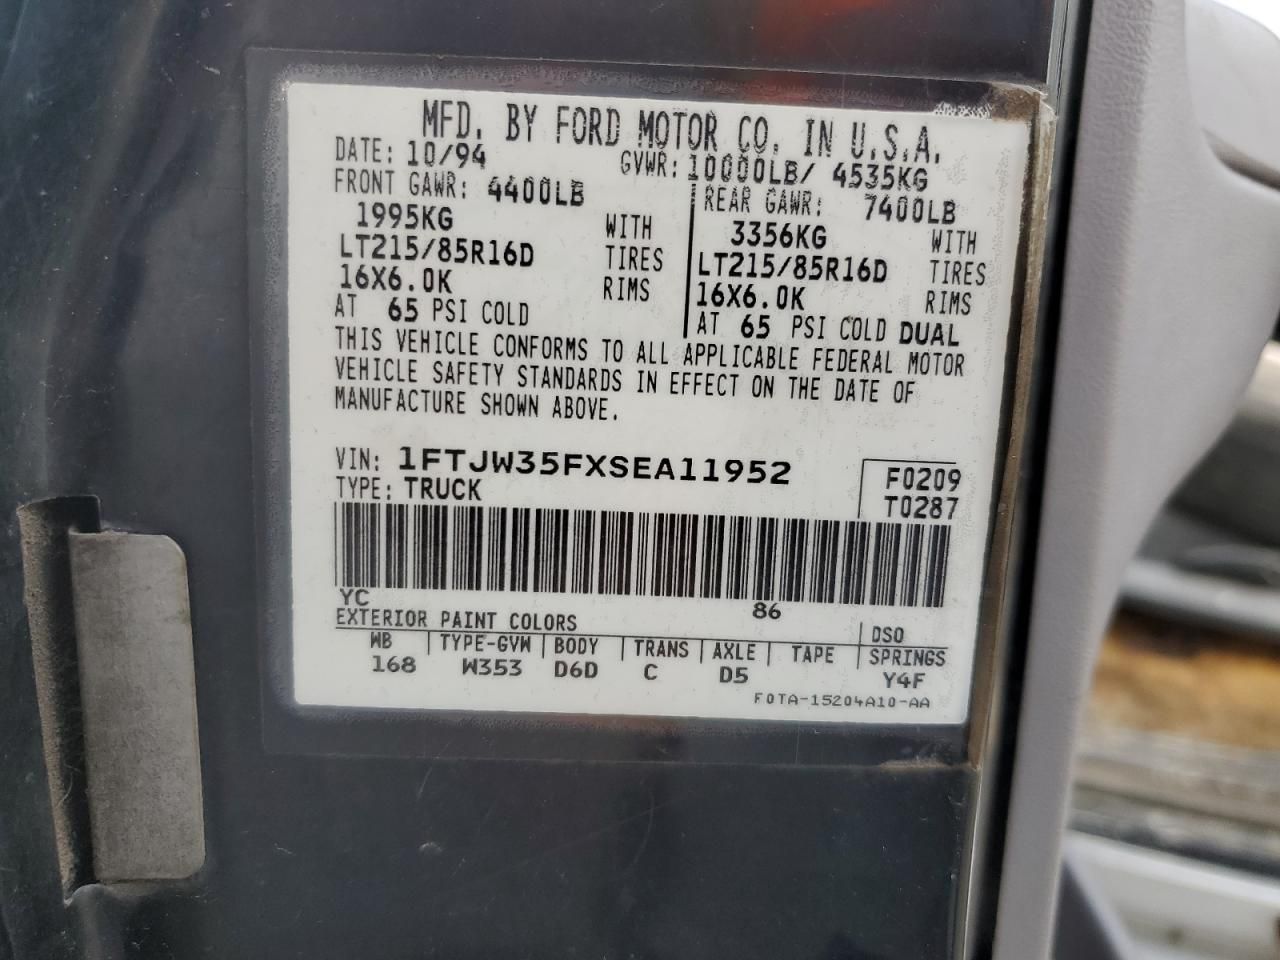 MFD. BY FORD MOTOR CO. IN U.S.A.
DATE: 10/94 GVWR: 10000LB/ 4535KG
FRONT GAWR: 4400LB REAR GAWR: 7400LB
1995KG WITH 3356KG WITH
LT215/85R16D TIRES LT215/85R16D TIRES
16X6.0K RIMS 16X6.0K RIMS
AT 65 PSI COLD AT 65 PSI COLD DUAL
THIS VEHICLE CONFORMS TO ALL APPLICABLE FEDERAL MOTOR
VEHICLE SAFETY STANDARDS IN EFFECT ON THE DATE OF
MANUFACTURE SHOWN ABOVE.
VIN: 1FTJW35FXSEA11952 F0209
TYPE: TRUCK T0287
YC 86
EXTERIOR PAINT COLORS DSO
WB TYPE-GVW BODY TRANS AXLE TAPE SPRINGS
168 W353 D6D C D5 Y4F
F0TA-15204A10-AA